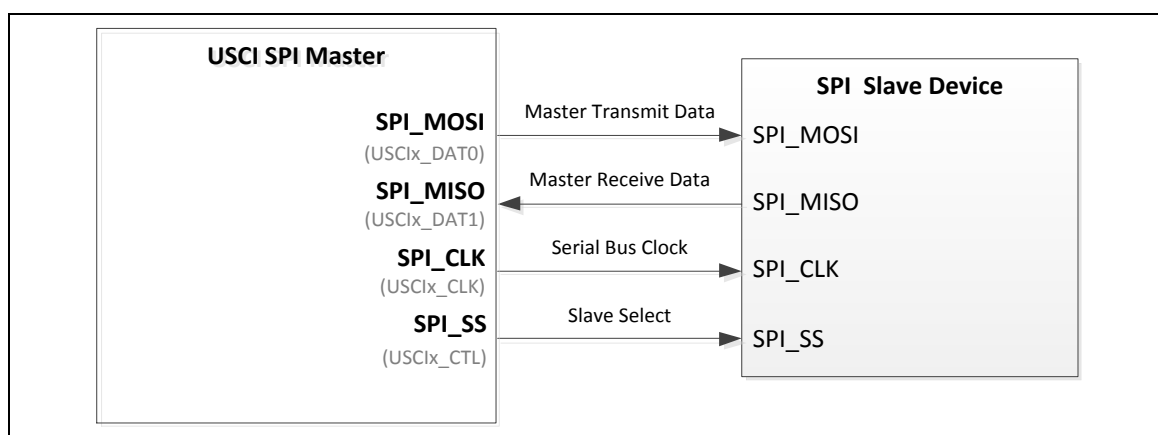 USCI SPI Master
SPI_MOSI
(USCIx_DAT0)
SPI_MISO
(USCIx_DAT1)
SPI_CLK
(USCIx_CLK)
SPI_SS
(USCIx_CTL)
Master Transmit Data
Master Receive Data
Serial Bus Clock
Slave Select
SPI Slave Device
SPI_MOSI
SPI_MISO
SPI_CLK
SPI_SS